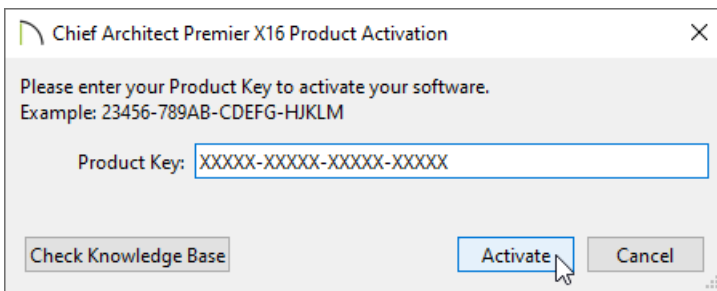 Chief Architect Premier X16 Product Activation
Please enter your Product Key to activate your software.
Example: 23456-789AB-CDEFG-HJKLM
Product Key: XXXXX-XXXXX-XXXXX-XXXXX
Check Knowledge Base Activate Cancel